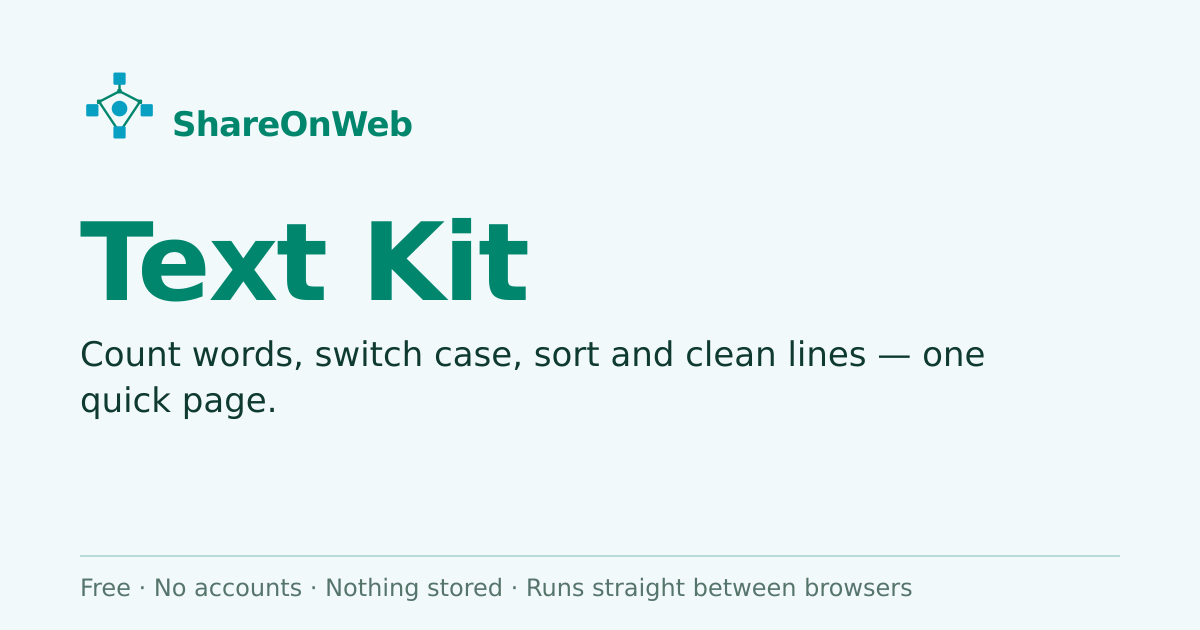 ShareOnWeb
Text Kit
Count words, switch case, sort and clean lines — one
quick page.
Free · No accounts · Nothing stored · Runs straight between browsers